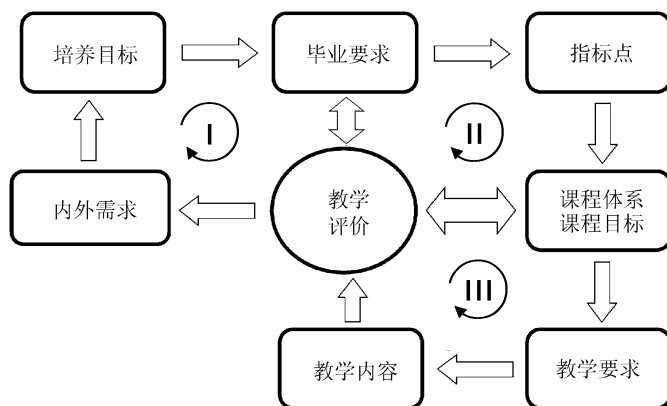 培养目标
毕业要求
指标点
I
II
内外需求
教学
评价
课程体系
课程目标
III
教学内容
教学要求